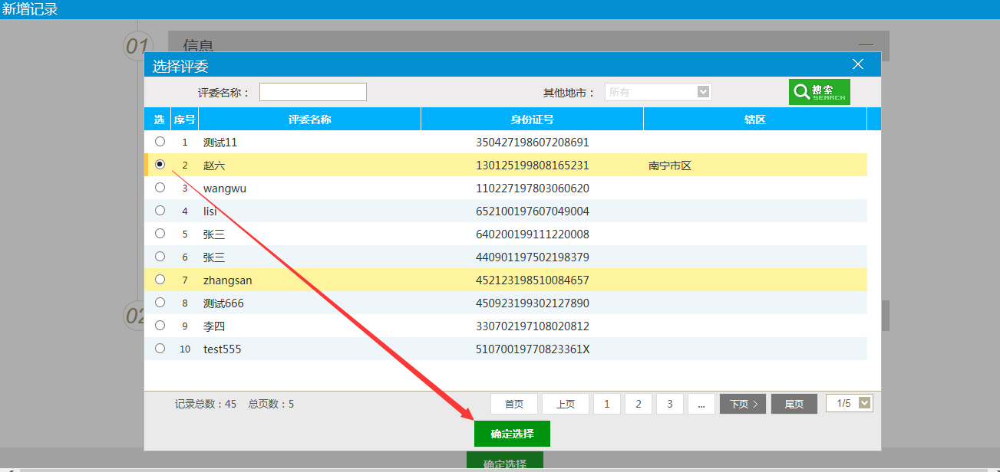 新增记录
01 信息
选择评委
评委名称： 其他地市： 所有 搜索 SEARCH
选 序号 评委名称 身份证号 辖区
1 测试11 350427198607208691
2 赵六 130125199808165231 南宁市区
3 wangwu 110227197803060620
4 lisi 652100197607049004
5 张三 640200199111220008
6 张三 440901197502198379
7 zhangsan 452123198510084657
8 测试666 450923199302127890
02
9 李四 330702197108020812
10 test555 51070019770823361X
记录总数：45 总页数：5 首页 上页 1 2 3 ... 下页 尾页 1/5
确定选择
确定选择